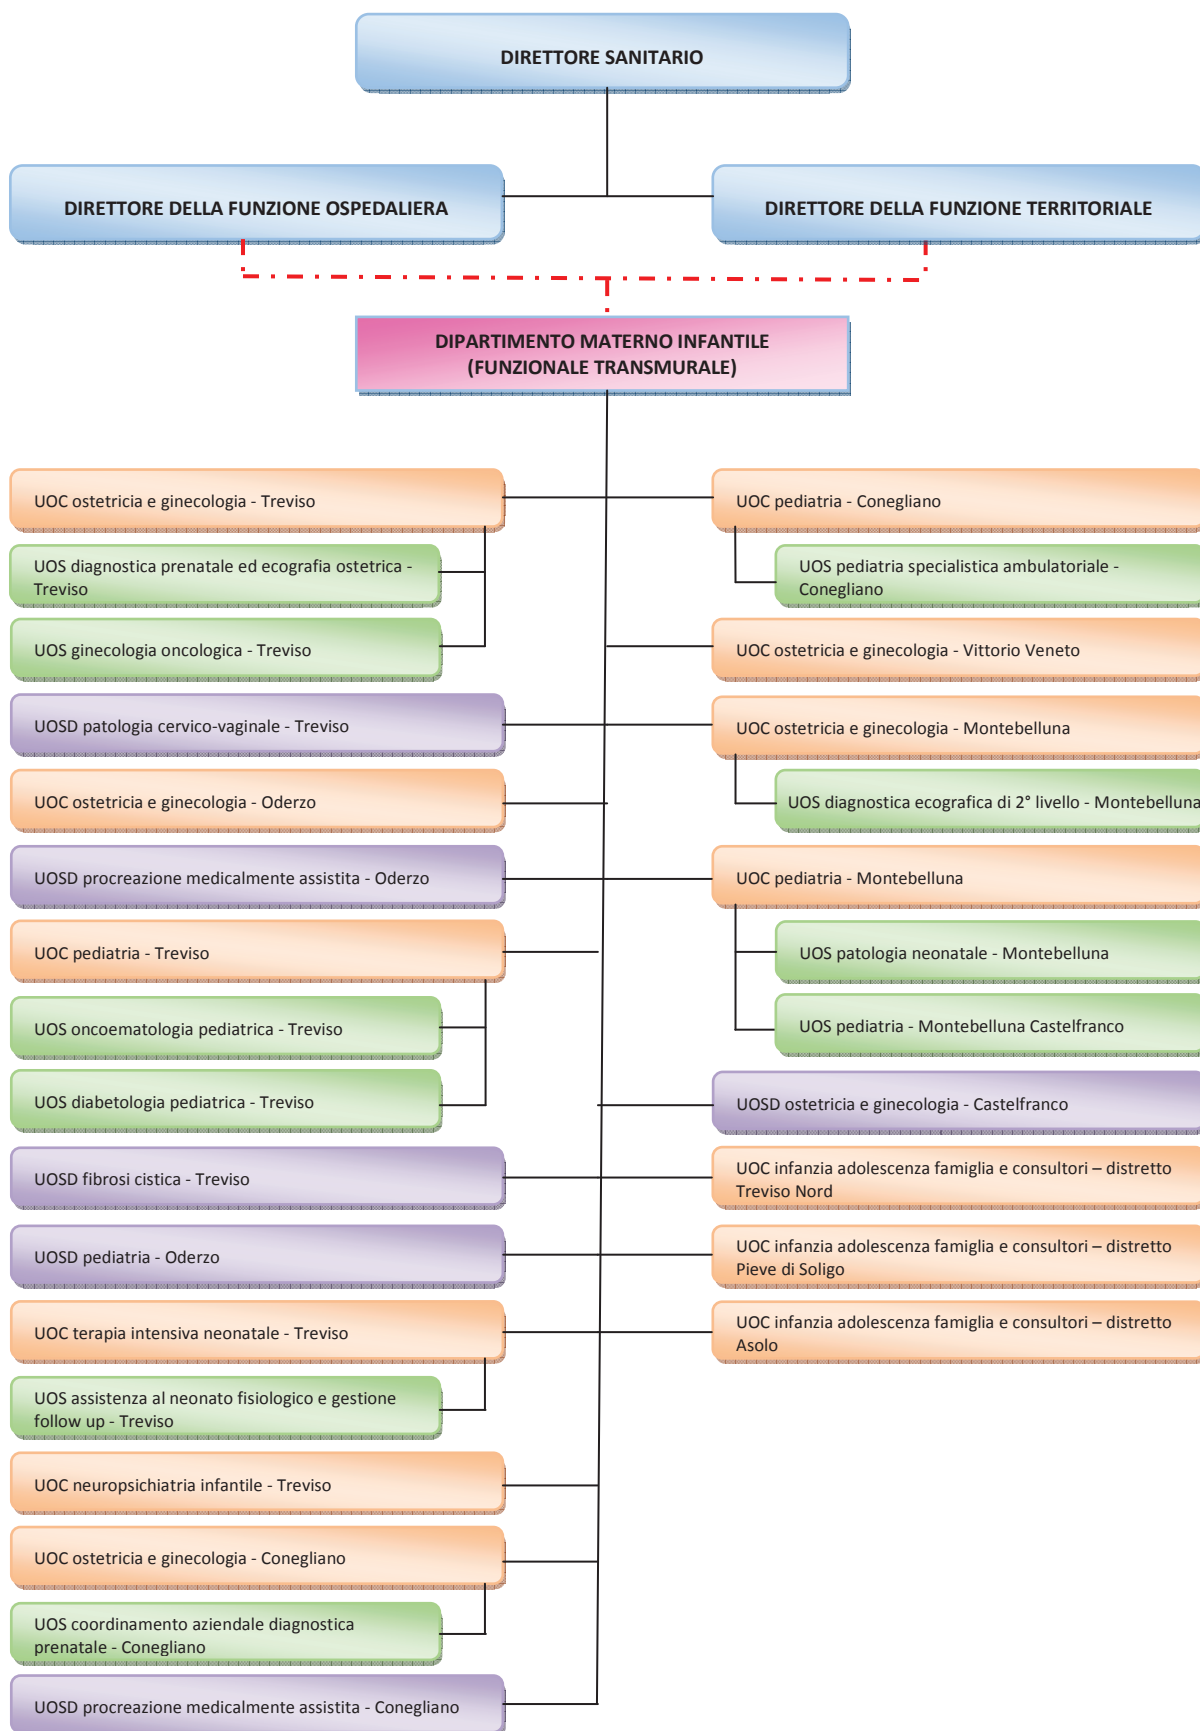 DIRETTORE SANITARIO
DIRETTORE DELLA FUNZIONE OSPEDALIERA
DIRETTORE DELLA FUNZIONE TERRITORIALE
DIPARTIMENTO MATERNO INFANTILE
(FUNZIONALE TRANSMURALE)
UOC ostetricia e ginecologia - Treviso
UOS diagnostica prenatale ed ecografia ostetrica -
Treviso
UOS ginecologia oncologica - Treviso
UOSD patologia cervico-vaginale - Treviso
UOC ostetricia e ginecologia - Oderzo
UOSD procreazione medicalmente assistita - Oderzo
UOC pediatria - Treviso
UOS oncoematologia pediatrica - Treviso
UOS diabetologia pediatrica - Treviso
UOSD fibrosi cistica - Treviso
UOSD pediatria - Oderzo
UOC terapia intensiva neonatale - Treviso
UOS assistenza al neonato fisiologico e gestione
follow up - Treviso
UOC neuropsichiatria infantile - Treviso
UOC ostetricia e ginecologia - Conegliano
UOS coordinamento aziendale diagnostica
prenatale - Conegliano
UOSD procreazione medicalmente assistita - Conegliano
UOC pediatria - Conegliano
UOS pediatria specialistica ambulatoriale -
Conegliano
UOC ostetricia e ginecologia - Vittorio Veneto
UOC ostetricia e ginecologia - Montebelluna
UOS diagnostica ecografica di 2° livello - Montebelluna
UOC pediatria - Montebelluna
UOS patologia neonatale - Montebelluna
UOS pediatria - Montebelluna Castelfranco
UOSD ostetricia e ginecologia - Castelfranco
UOC infanzia adolescenza famiglia e consultori – distretto
Treviso Nord
UOC infanzia adolescenza famiglia e consultori – distretto
Pieve di Soligo
UOC infanzia adolescenza famiglia e consultori – distretto
Asolo